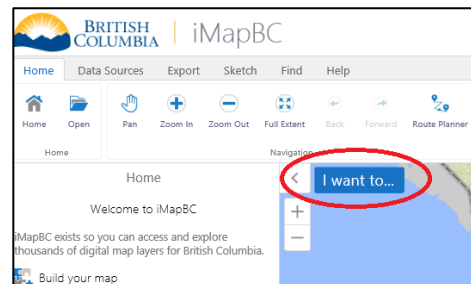 BRITISH
COLUMBIA
iMapBC
Home Data Sources Export Sketch Find Help
Home Open Pan Zoom In Zoom Out Full Extent Back Forward Route Planner
Home Navigation
Home
Welcome to iMapBC
iMapBC exists so you can access and explore
thousands of digital map layers for British Columbia.
Build your map
I want to...